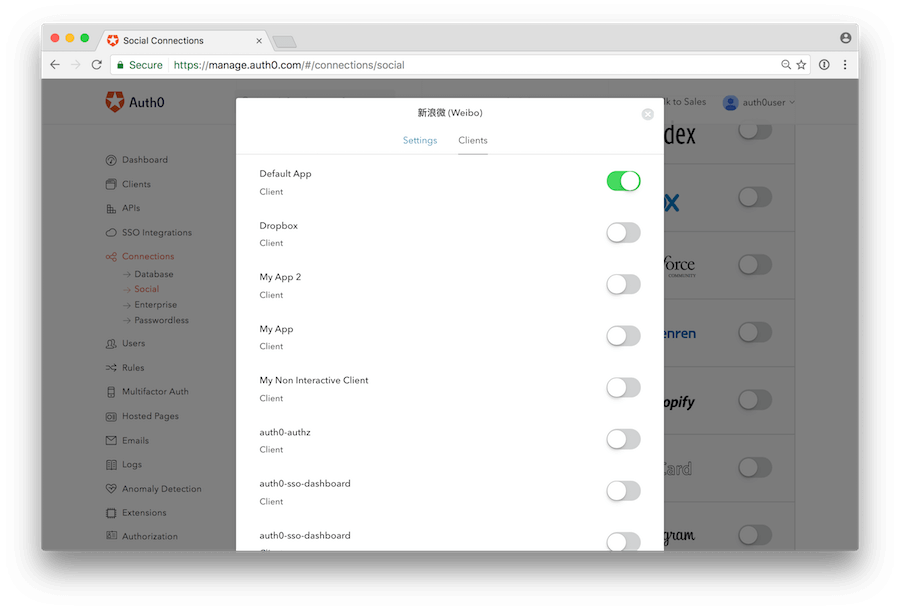 Social Connections
Secure https://manage.auth0.com/#/connections/social
Auth0
k to Sales
auth0user
Dashboard
Clients
APIs
SSO Integrations
Connections
Database
Social
Enterprise
Passwordless
Users
Rules
Multifactor Auth
Hosted Pages
Emails
Logs
Anomaly Detection
Extensions
Authorization
新浪微 (Weibo)
Settings Clients
Default App
Client
Dropbox
Client
My App 2
Client
My App
Client
My Non Interactive Client
Client
auth0-authz
Client
auth0-sso-dashboard
Client
auth0-sso-dashboard
dex
X
force
COMMUNITY
enren
opify
Card
gram